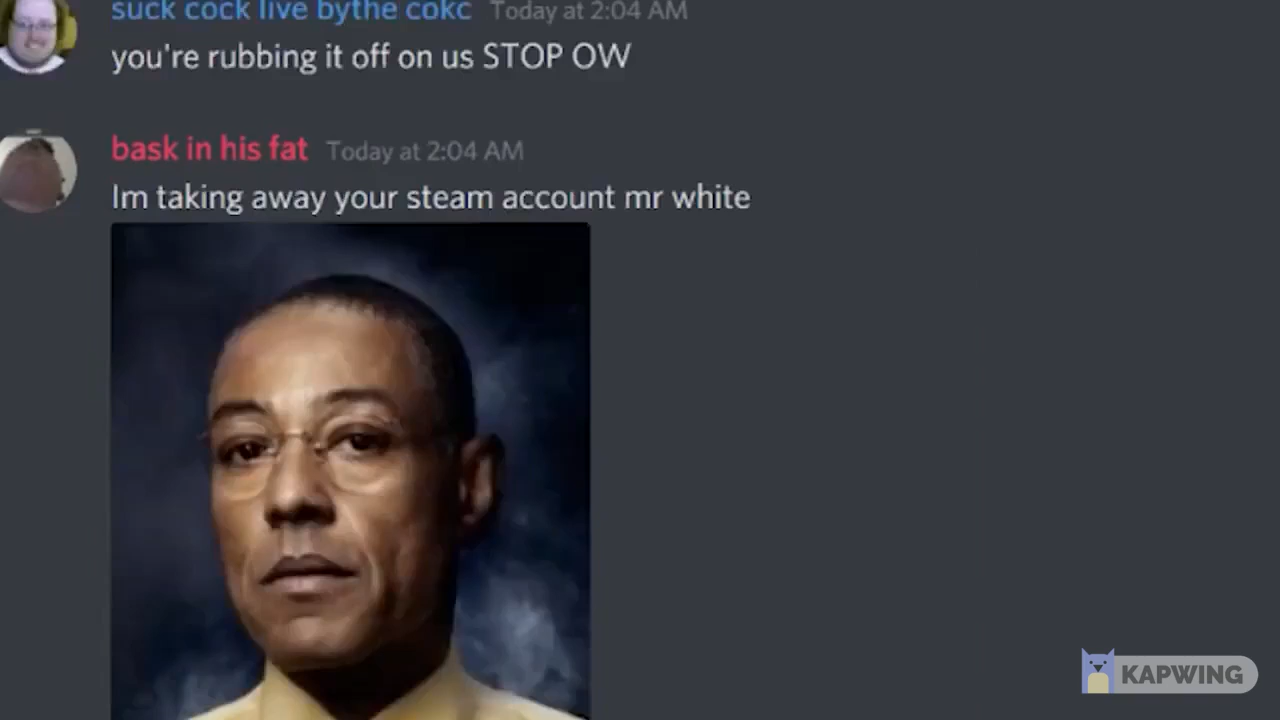 suck cock live bythe cokc Today at 2:04 AM
you're rubbing it off on us STOP OW
bask in his fat Today at 2:04 AM
Im taking away your steam account mr white
KAPWING